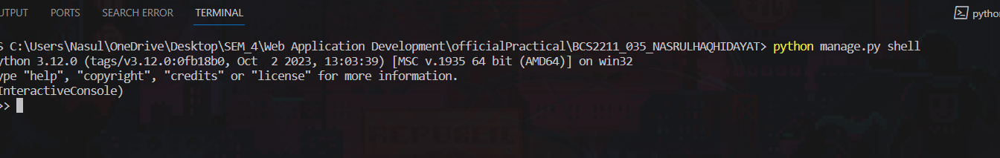 UTPUT PORTS SEARCH ERROR TERMINAL pytho
S C:\Users\Nasul\OneDrive\Desktop\SEM_4\Web Application Development\officialPractical\BCS2211_035_NASRULHAQHIDAYAT> python manage.py shell
ython 3.12.0 (tags/v3.12.0:0fb18b0, Oct  2 2023, 13:03:39) [MSC v.1935 64 bit (AMD64)] on win32
ype "help", "copyright", "credits" or "license" for more information.
InteractiveConsole)
>>